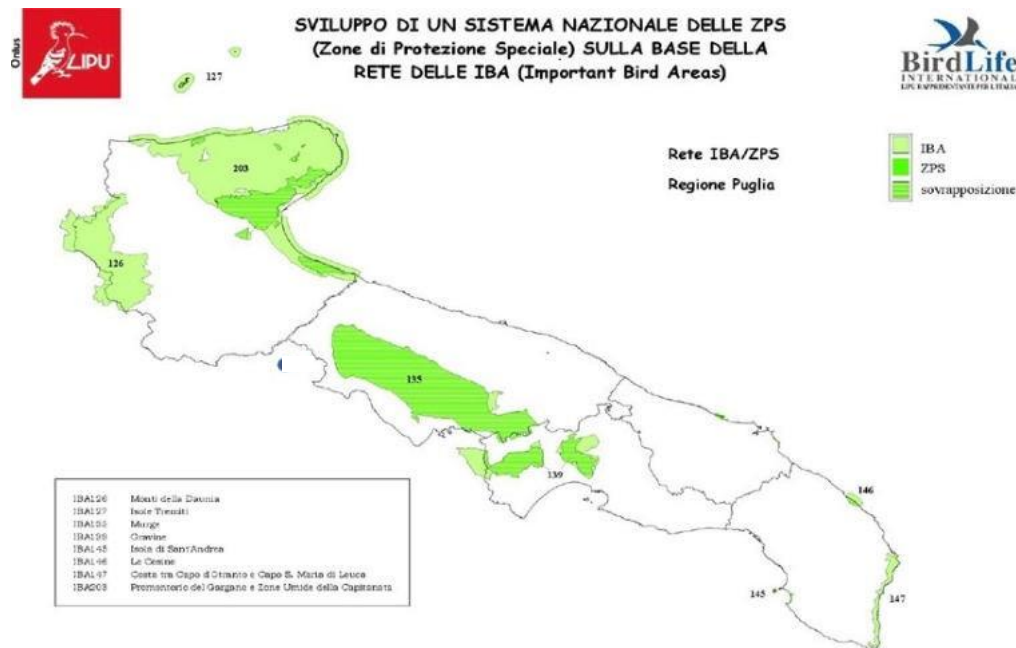 Onlus
LIPU
SVILUPPO DI UN SISTEMA NAZIONALE DELLE ZPS
(Zone di Protezione Speciale) SULLA BASE DELLA
RETE DELLE IBA (Important Bird Areas)
BirdLife
INTERNATIONAL
LIPU RAPPRESENTANTE PER L'ITALIA
Rete IBA/ZPS
Regione Puglia
IBA
ZPS
sovrapposizione
127
203
126
135
139
146
145
147
IBA126 Monti della Daunia
IBA127 Isole Tremiti
IBA135 Murge
IBA139 Gravine
IBA145 Isola di Sant'Andrea
IBA146 Le Cesine
IBA147 Costa tra Capo d'Otranto e Capo S. Maria di Leuca
IBA203 Promontorio del Gargano e Zone Umide della Capitanata